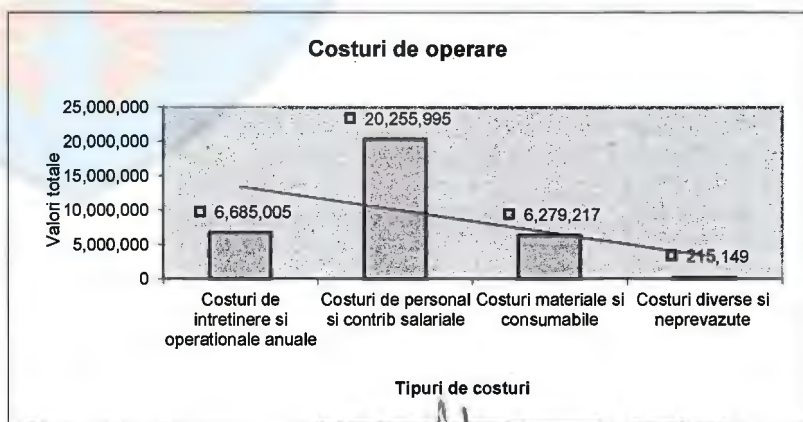 Costuri de operare
Valori totale
25,000,000
20,000,000
15,000,000
10,000,000
5,000,000
0
6,685,005
20,255,995
6,279,217
215,149
Costuri de
intretinere si
operationale anuale
Costuri de personal
si contrib salariale
Costuri materiale si
consumabile
Costuri diverse si
neprevazute
Tipuri de costuri